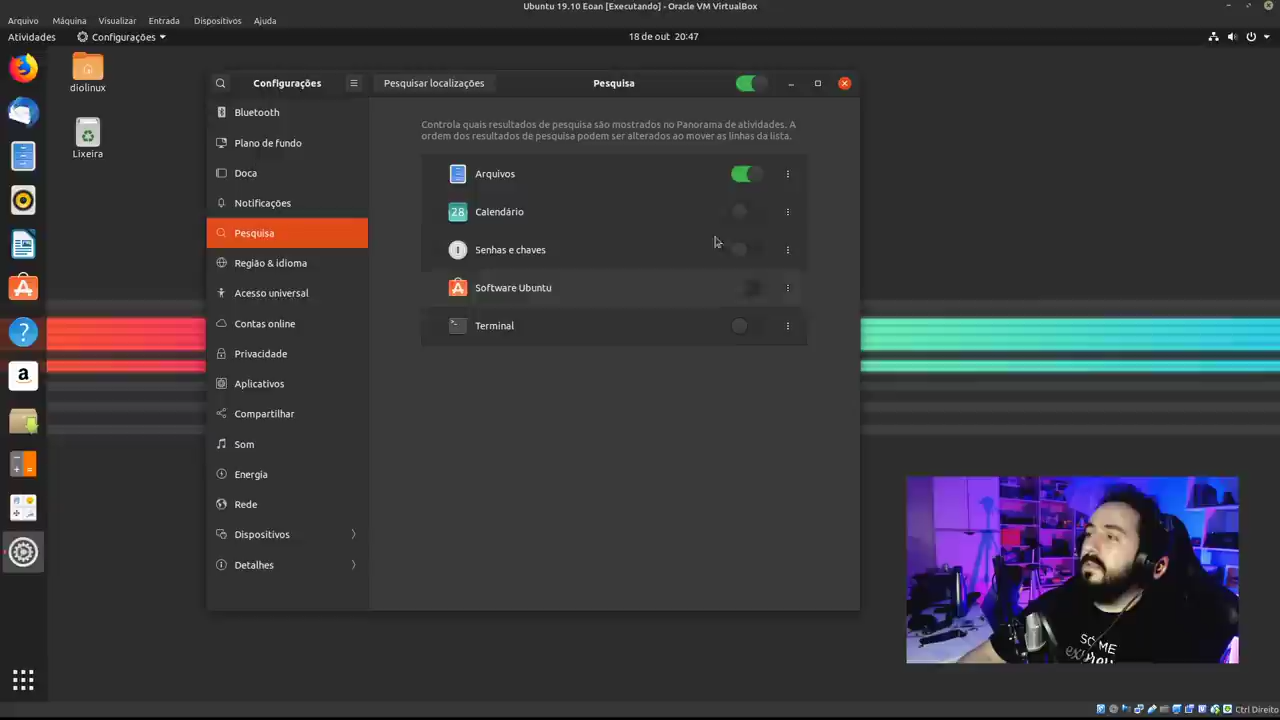 Ubuntu 19.10 Eoan [Executando] - Oracle VM VirtualBox
Arquivo Máquina Visualizar Entrada Dispositivos Ajuda
Atividades Configurações 18 de out 20:47
diolinux
Lixeira
Configurações Pesquisar localizações Pesquisa
Bluetooth
Plano de fundo
Doca
Notificações
Pesquisa
Região & idioma
Acesso universal
Contas online
Privacidade
Aplicativos
Compartilhar
Som
Energia
Rede
Dispositivos
Detalhes
Controla quais resultados de pesquisa são mostrados no Panorama de atividades. A
ordem dos resultados de pesquisa podem ser alterados ao mover as linhas da lista.
Arquivos
28 Calendário
Senhas e chaves
Software Ubuntu
Terminal
a
SOME
Ctrl Direito